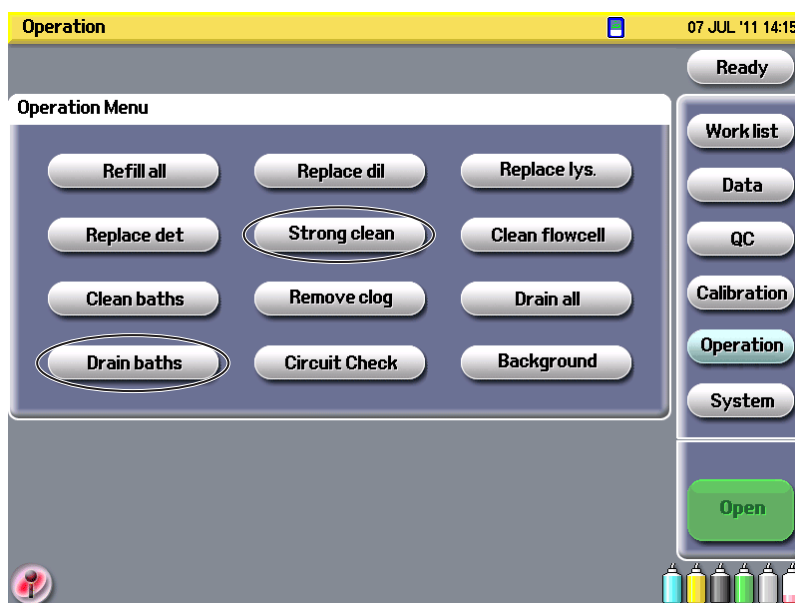 Operation
07 JUL '11 14:15
Ready
Operation Menu
Work list
Refill all
Replace dil
Replace lys.
Data
Replace det
Strong clean
Clean flowcell
QC
Clean baths
Remove clog
Drain all
Calibration
Drain baths
Circuit Check
Background
Operation
System
Open